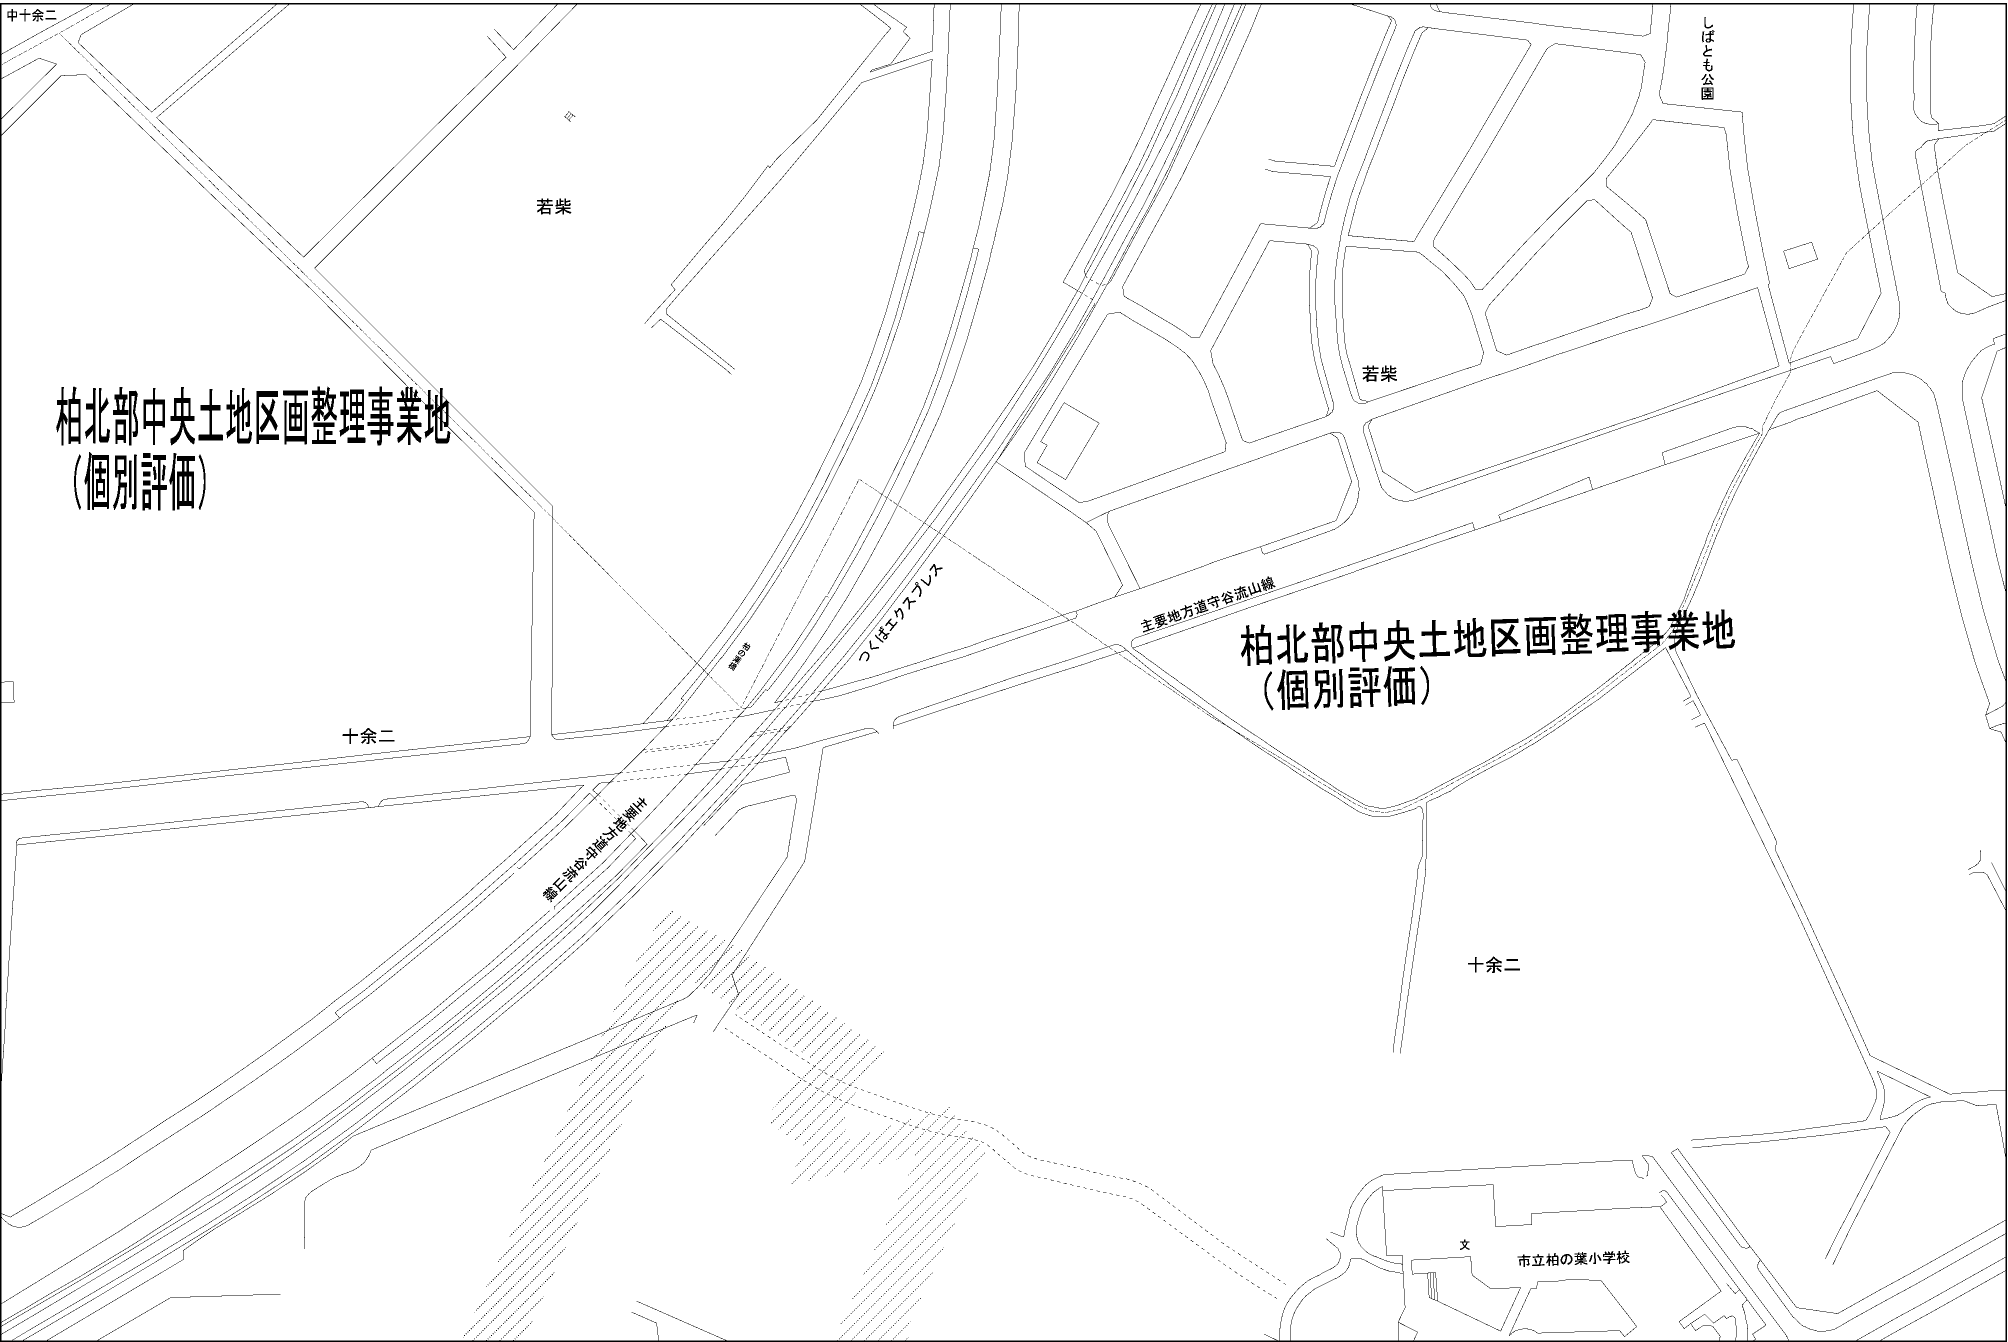 中十余二
しばとも公園
若柴
若柴
柏北部中央土地区画整理事業地
（個別評価）
つくばエクスプレス
主要地方道守谷流山線
柏北部中央土地区画整理事業地
（個別評価）
十余二
主要地方道守谷流山線
十余二
文
市立柏の葉小学校